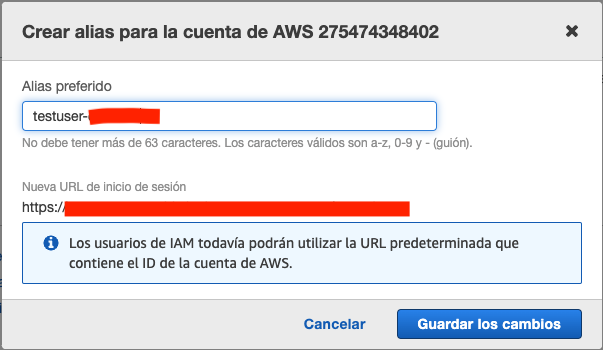 Crear alias para la cuenta de AWS 275474348402
Alias preferido
testuser-
No debe tener más de 63 caracteres. Los caracteres válidos son a-z, 0-9 y - (guión).
Nueva URL de inicio de sesión
https://
Los usuarios de IAM todavía podrán utilizar la URL predeterminada que
contiene el ID de la cuenta de AWS.
Cancelar Guardar los cambios